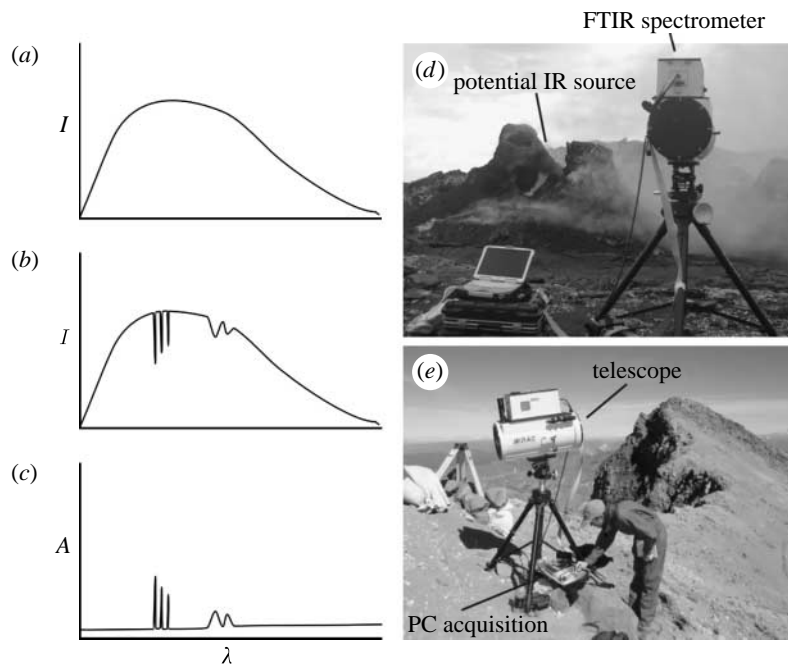 (a)
I
(b)
I
(c)
A
λ
FTIR spectrometer
(d)
potential IR source
(e)
telescope
PC acquisition